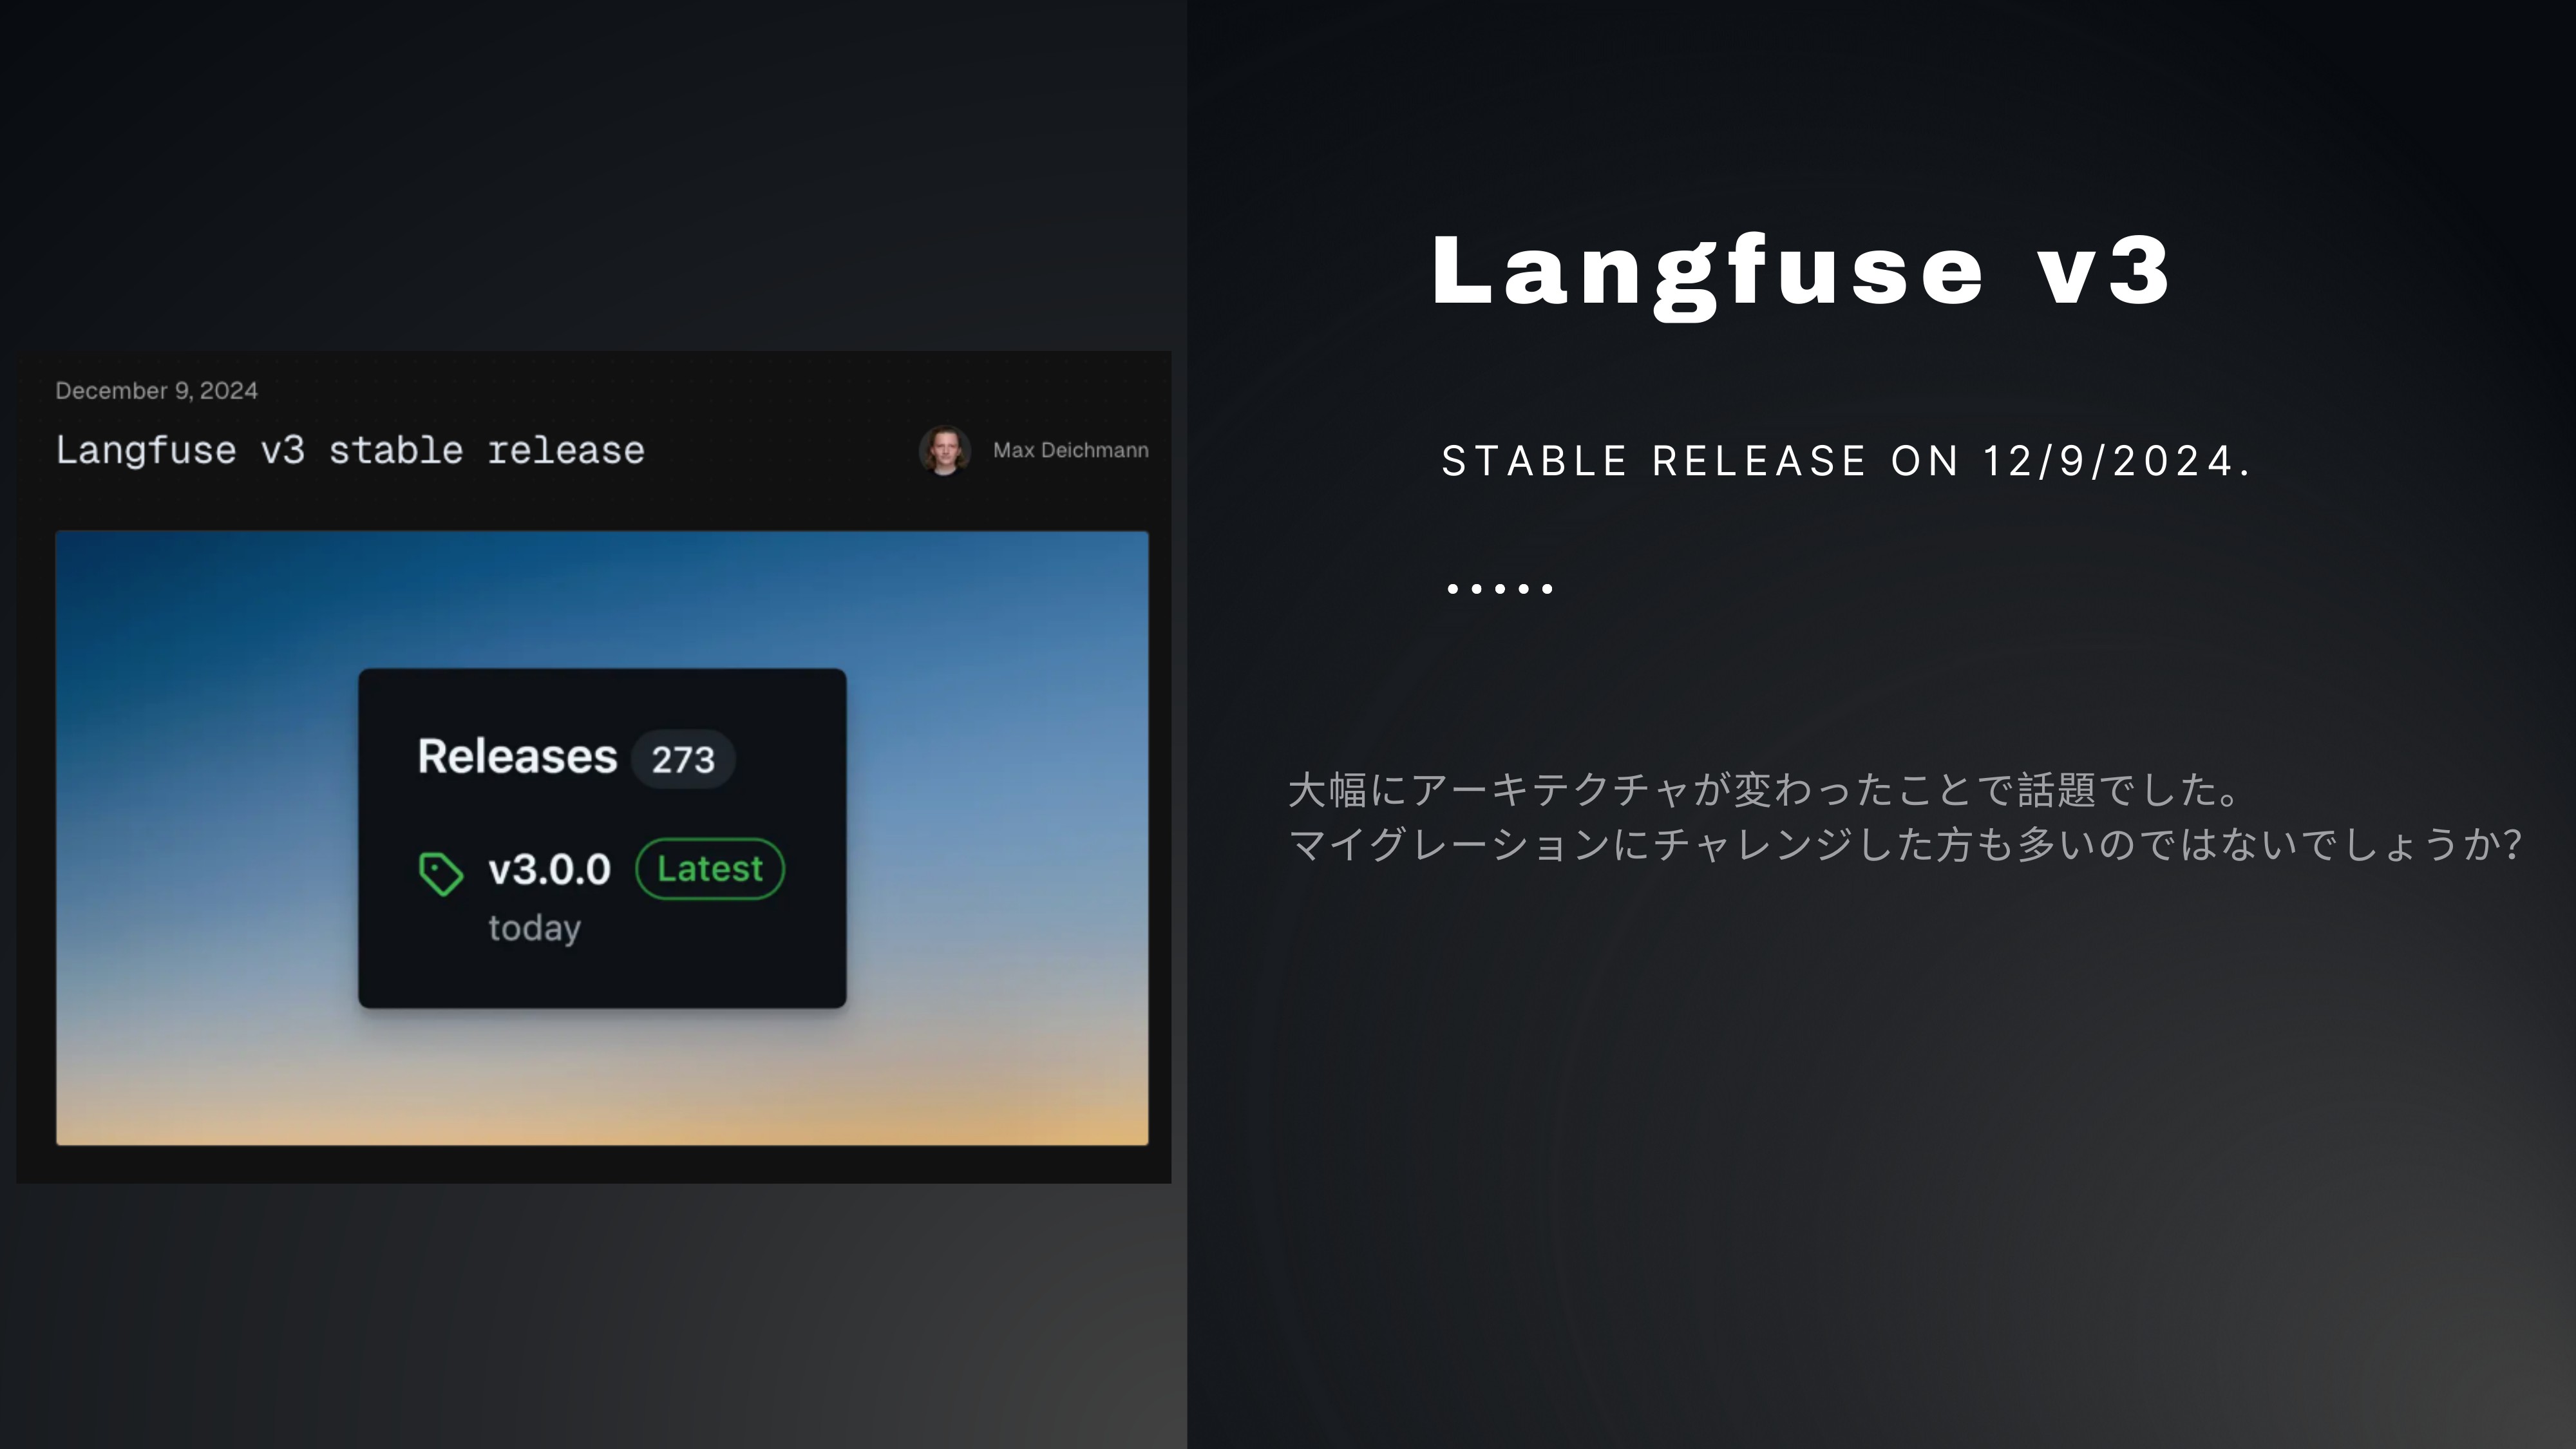 December 9, 2024
Langfuse v3 stable release
Max Deichmann
Releases 273
v3.0.0 Latest
today
Langfuse v3
STABLE RELEASE ON 12/9/2024.
.....
大幅にアーキテクチャが変わったことで話題でした。
マイグレーションにチャレンジした方も多いのではないでしょうか?